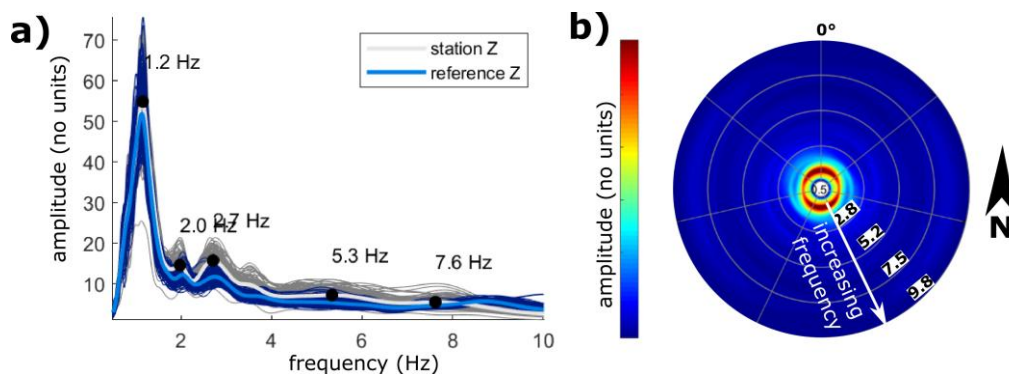 a)
amplitude (no units)
70
60
50
40
30
20
10
1.2 Hz
2.0 Hz
2.7 Hz
5.3 Hz
7.6 Hz
station Z
reference Z
2
4
6
8
10
frequency (Hz)
b)
amplitude (no units)
0°
0.5
2.8
5.2
7.5
9.8
increasing
frequency
N